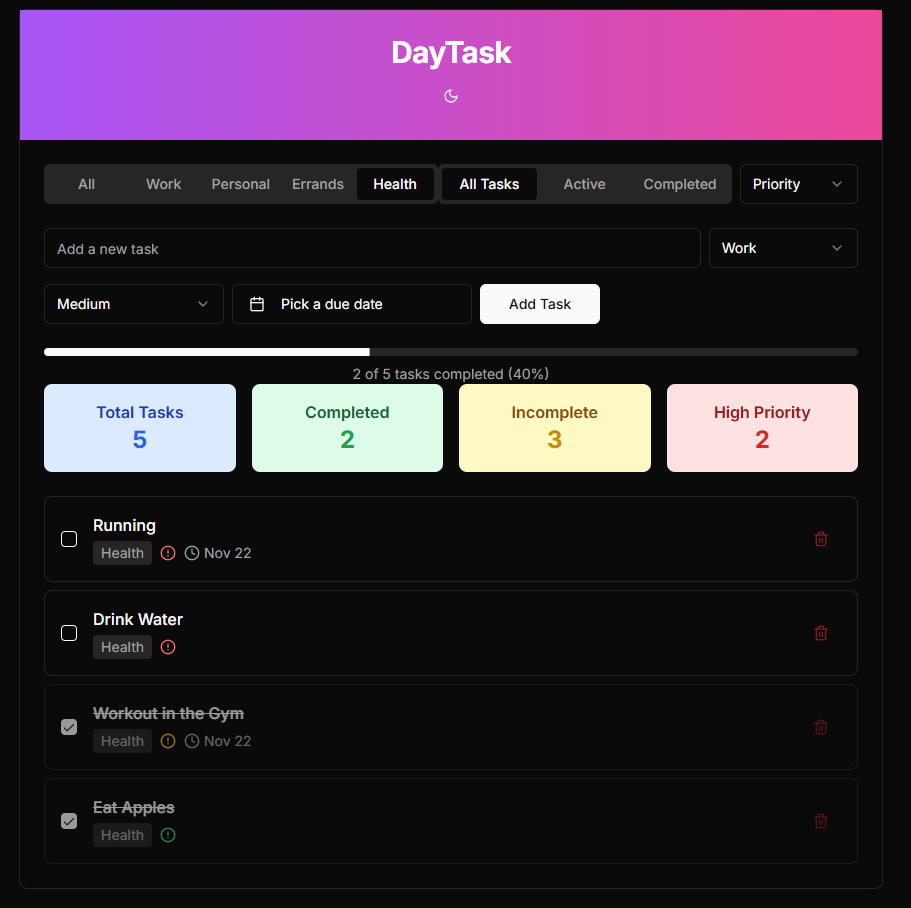 DayTask
All Work Personal Errands Health All Tasks Active Completed Priority
Add a new task Work
Medium Pick a due date Add Task
2 of 5 tasks completed (40%)
Total Tasks Completed Incomplete High Priority
5 2 3 2
Running
Health Nov 22
Drink Water
Health
Workout in the Gym
Health Nov 22
Eat Apples
Health